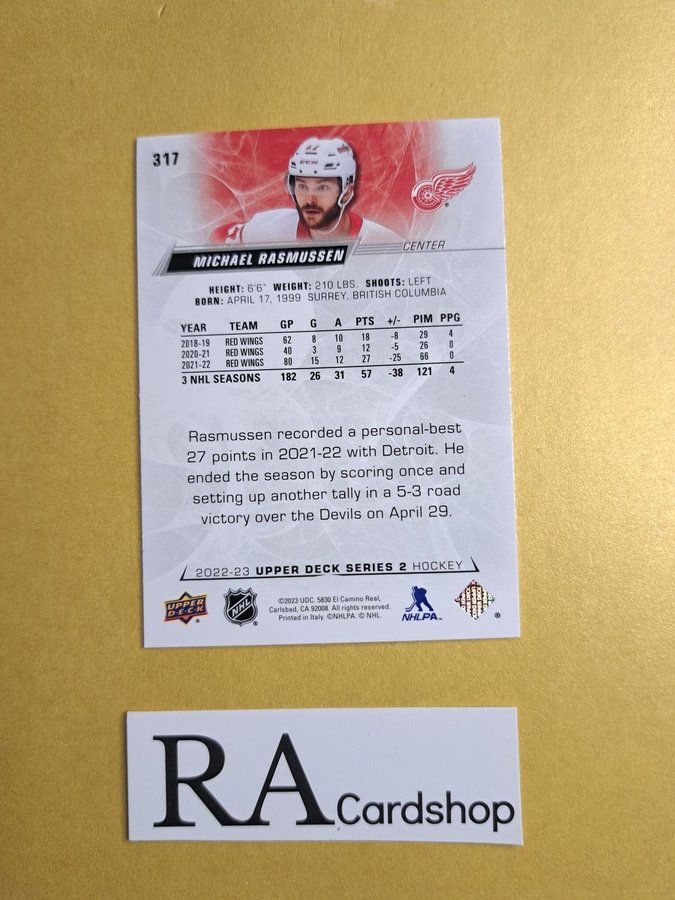 317
CCM
MICHAEL RASMUSSEN
CENTER
HEIGHT: 6'6" WEIGHT: 210 LBS. SHOOTS: LEFT
BORN: APRIL 17, 1999 SURREY, BRITISH COLUMBIA
YEAR TEAM GP G A PTS +/- PIM PPG
2018-19 RED WINGS 62 8 10 18 -8 29 4
2020-21 RED WINGS 40 3 9 12 -5 26 0
2021-22 RED WINGS 80 15 12 27 -25 66 0
3 NHL SEASONS 182 26 31 57 -38 121 4
Rasmussen recorded a personal-best
27 points in 2021-22 with Detroit. He
ended the season by scoring once and
setting up another tally in a 5-3 road
victory over the Devils on April 29.
2022-23 UPPER DECK SERIES 2 HOCKEY
UPPER DECK
NHL
©2023 UDC. 5830 El Camino Real,
Carlsbad, CA 92008. All rights reserved.
Printed in Italy. ©NHLPA. © NHL.
NHLPA™
®
RA Cardshop